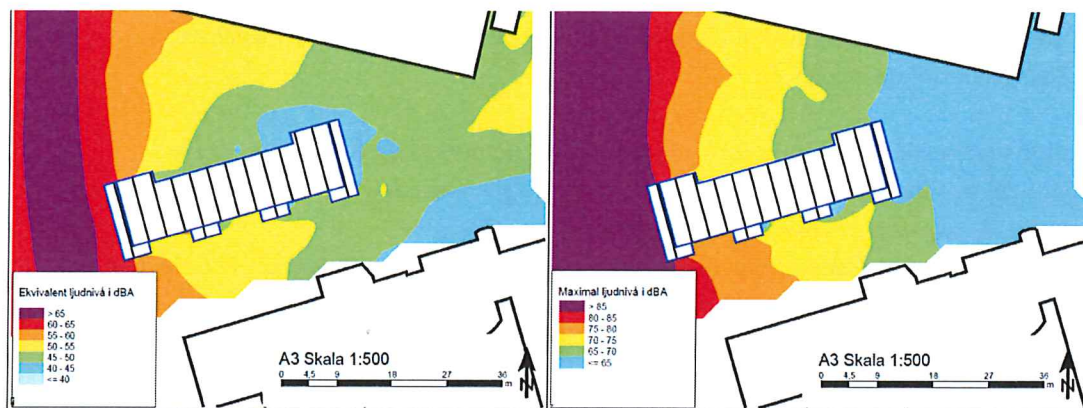 Ekvivalent ljudnivå i dBA
> 65
60 - 65
55 - 60
50 - 55
45 - 50
40 - 45
<= 40
A3 Skala 1:500
0 4,5 9 18 27 36
m
N
Maximal ljudnivå i dBA
> 85
80 - 85
75 - 80
70 - 75
65 - 70
<= 65
A3 Skala 1:500
0 4,5 9 18 27 36
m
N